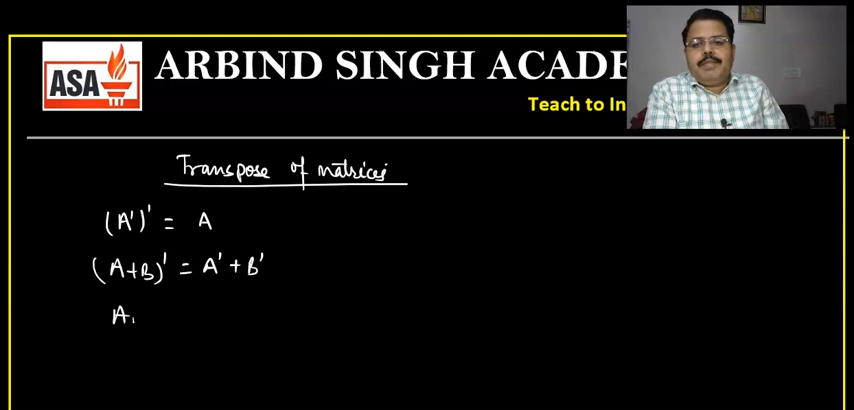 ASA
ARBIND SINGH ACADE
Teach to In
Transpose of matrices
(A')' = A
(A+B)' = A' + B'
A